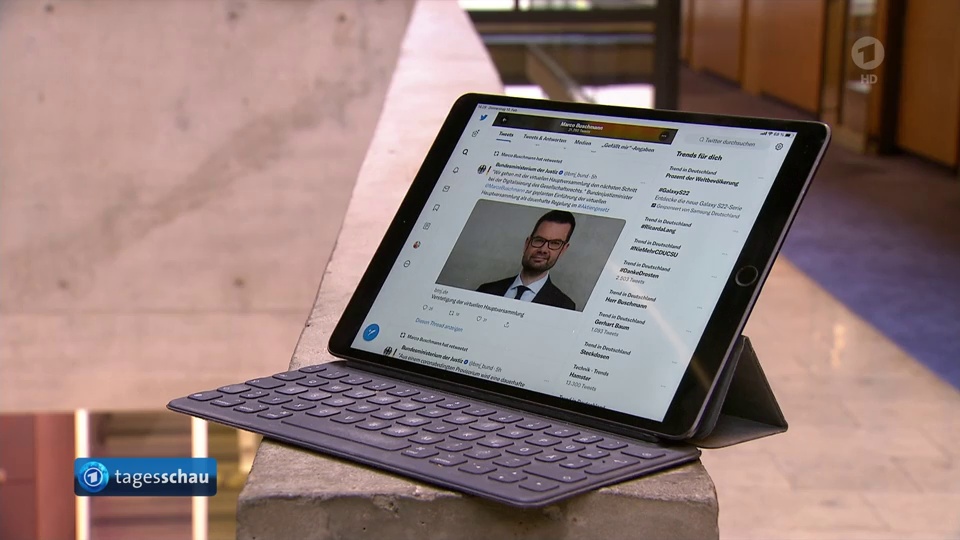 1
HD
Marco Buschmann
21.782 Tweets
Tweets
Tweets & Antworten
Medien
„Gefällt mir"-Angaben
Twitter durchsuchen
Marco Buschmann hat retweetet
Bundesministerium der Justiz @bmj_bund · 5h
"Wir gehen mit der virtuellen Hauptversammlung den nächsten Schritt
bei der Digitalisierung des Gesellschaftsrechts." Bundesjustizminister
@MarcoBuschmann zur geplanten Einführung der virtuellen
Hauptversammlung als dauerhafte Regelung im #Aktiengesetz
bmj.de
Verstetigung der virtuellen Hauptversammlung
Diesen Thread anzeigen
Marco Buschmann hat retweetet
Bundesministerium der Justiz @bmj_bund · 5h
"Aus einem coronabedingten Provisorium wird eine dauerhafte
Trends für dich
Trend in Deutschland
Prozent der Weltbevölkerung
#GalaxyS22
Entdecke die neue Galaxy S22-Serie
Gesponsert von Samsung Deutschland
Trend in Deutschland
#RicardaLang
Trend in Deutschland
#NieMehrCDUCSU
Trend in Deutschland
#DankeDrosten
2.503 Tweets
Trend in Deutschland
Herr Buschmann
Trend in Deutschland
Gerhart Baum
1.093 Tweets
Trend in Deutschland
Steckdosen
Technik · Trends
Hamster
13.300 Tweets
Trend in Deutschland
1 tagesschau